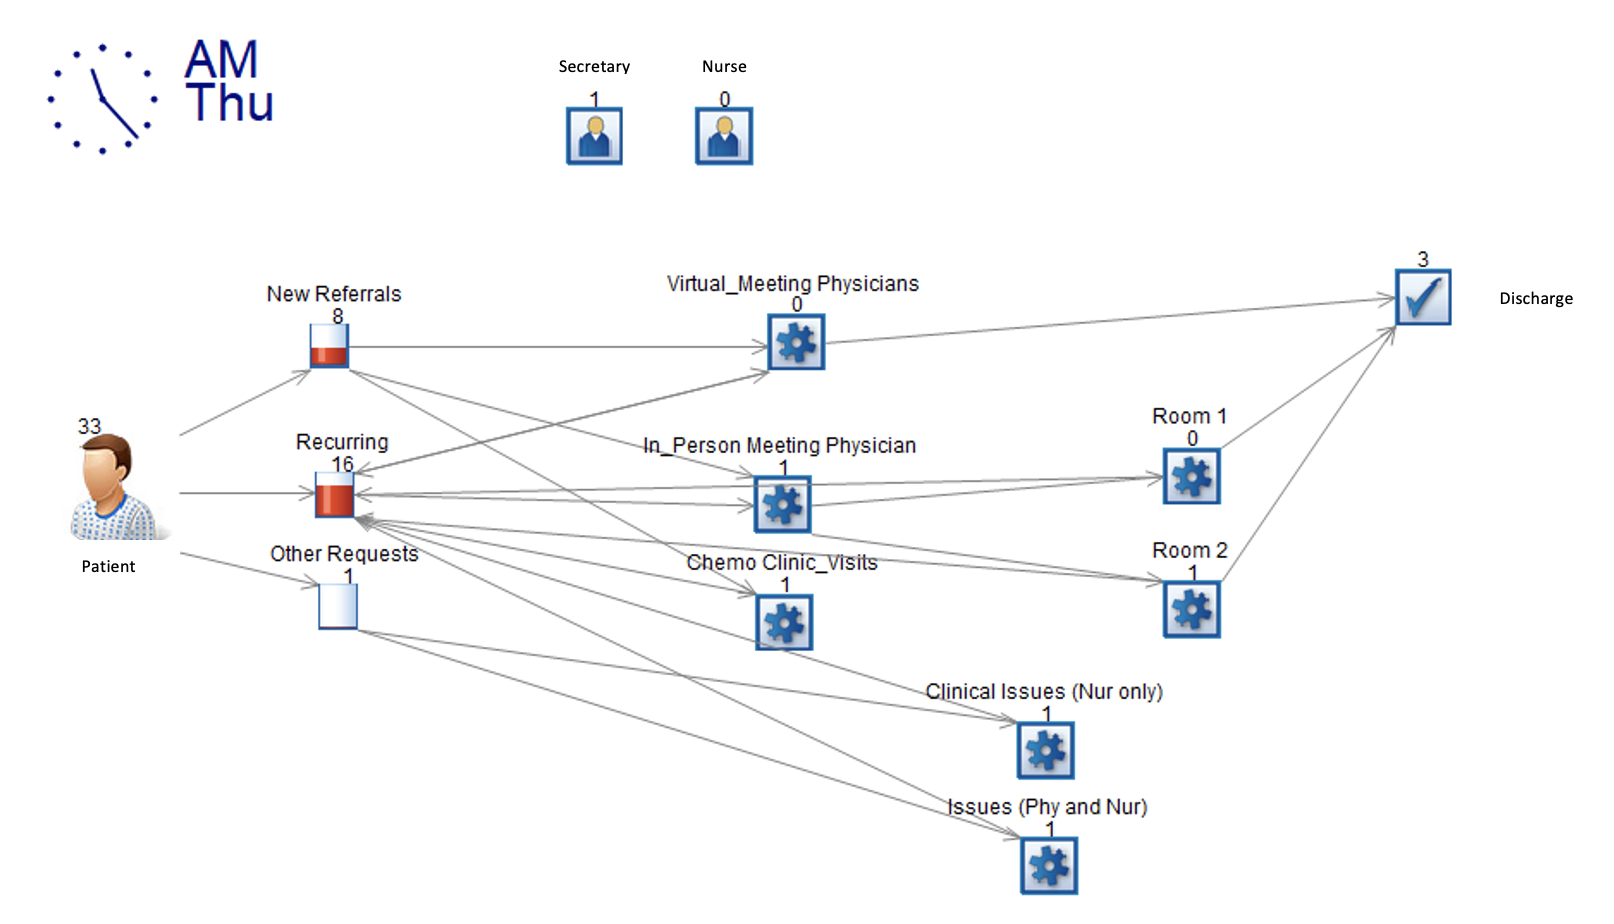 AM
Thu
Secretary
1
Nurse
0
New Referrals
8
Virtual_Meeting Physicians
0
3
Discharge
33
Patient
Recurring
16
In_Person Meeting Physician
1
Room 1
0
Other Requests
1
Chemo Clinic_Visits
1
Room 2
1
Clinical Issues (Nur only)
1
Issues (Phy and Nur)
1